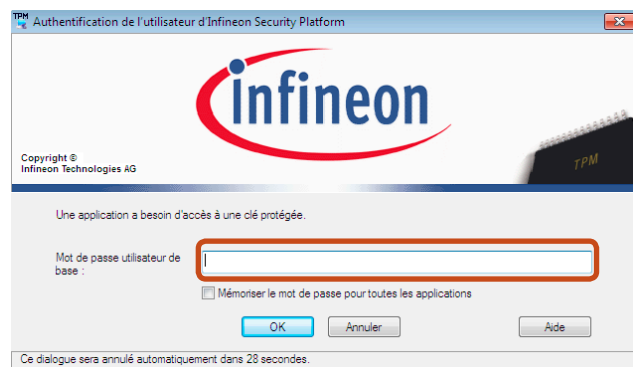 TPM Authentification de l'utilisateur d'Infineon Security Platform
infineon
Copyright ©
Infineon Technologies AG
TPM
Une application a besoin d'accès à une clé protégée.
Mot de passe utilisateur de
base :
Mémoriser le mot de passe pour toutes les applications
OK Annuler Aide
Ce dialogue sera annulé automatiquement dans 28 secondes.